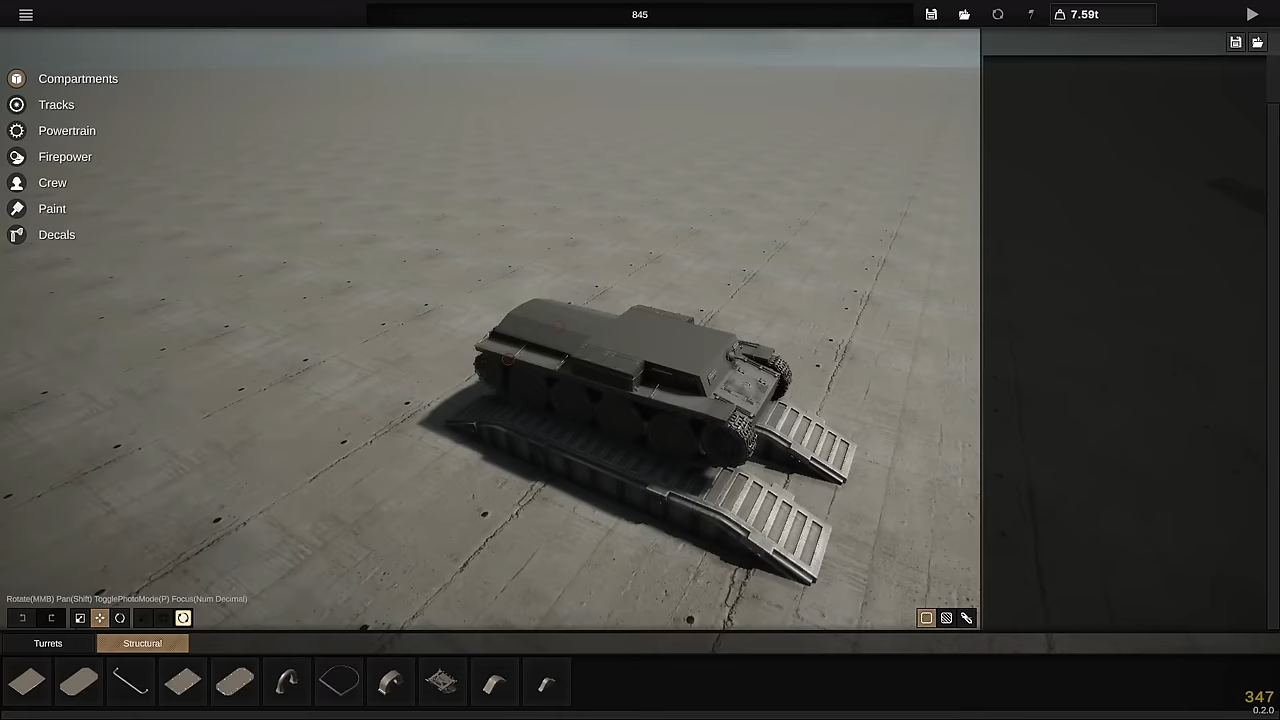 845
7.59t
Compartments
Tracks
Powertrain
Firepower
Crew
Paint
Decals
Rotate(MMB) Pan(Shift) TogglePhotoMode(P) Focus(Num Decimal)
Turrets
Structural
347
0.2.0